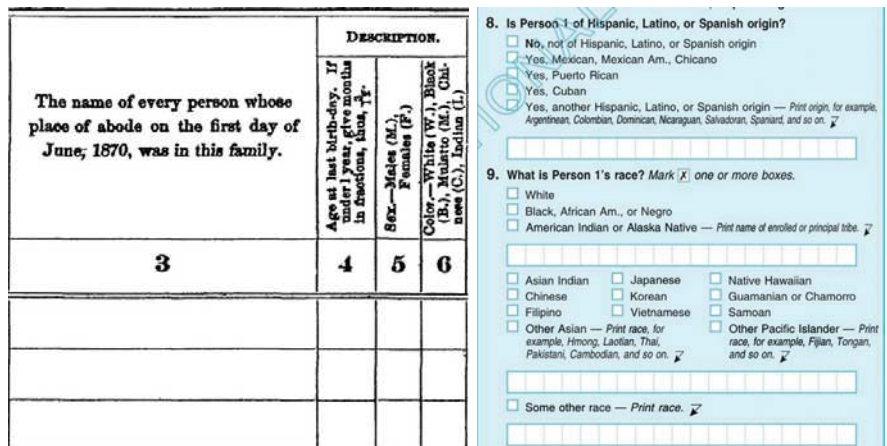 DESCRIPTION.
The name of every person whose
place of abode on the first day of
June, 1870, was in this family.
Age at last birth-day. If
under 1 year, give months
in fractions, thus, 3/12.
Sex.—Males (M.),
Females (F.)
Color.—White (W.), Black
(B.), Mulatto (M.), Chi-
nese (C.), Indian (I.)
3
4
5
6
8. Is Person 1 of Hispanic, Latino, or Spanish origin?
No, not of Hispanic, Latino, or Spanish origin
Yes, Mexican, Mexican Am., Chicano
Yes, Puerto Rican
Yes, Cuban
Yes, another Hispanic, Latino, or Spanish origin — Print origin, for example,
Argentinean, Colombian, Dominican, Nicaraguan, Salvadoran, Spaniard, and so on.
9. What is Person 1's race? Mark X one or more boxes.
White
Black, African Am., or Negro
American Indian or Alaska Native — Print name of enrolled or principal tribe.
Asian Indian
Japanese
Native Hawaiian
Chinese
Korean
Guamanian or Chamorro
Filipino
Vietnamese
Samoan
Other Asian — Print race, for
example, Hmong, Laotian, Thai,
Pakistani, Cambodian, and so on.
Other Pacific Islander — Print
race, for example, Fijian, Tongan,
and so on.
Some other race — Print race.